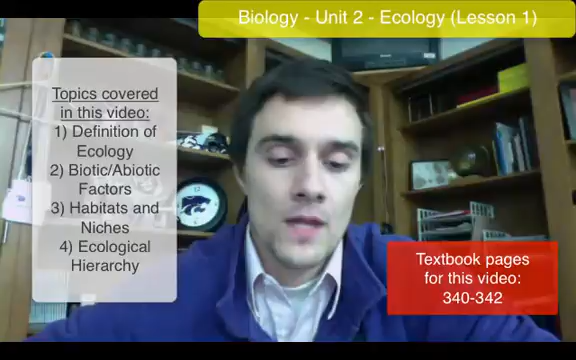 Biology - Unit 2 - Ecology (Lesson 1)
Topics covered
in this video:
1) Definition of
Ecology
2) Biotic/Abiotic
Factors
3) Habitats and
Niches
4) Ecological
Hierarchy
Textbook pages
for this video:
340-342